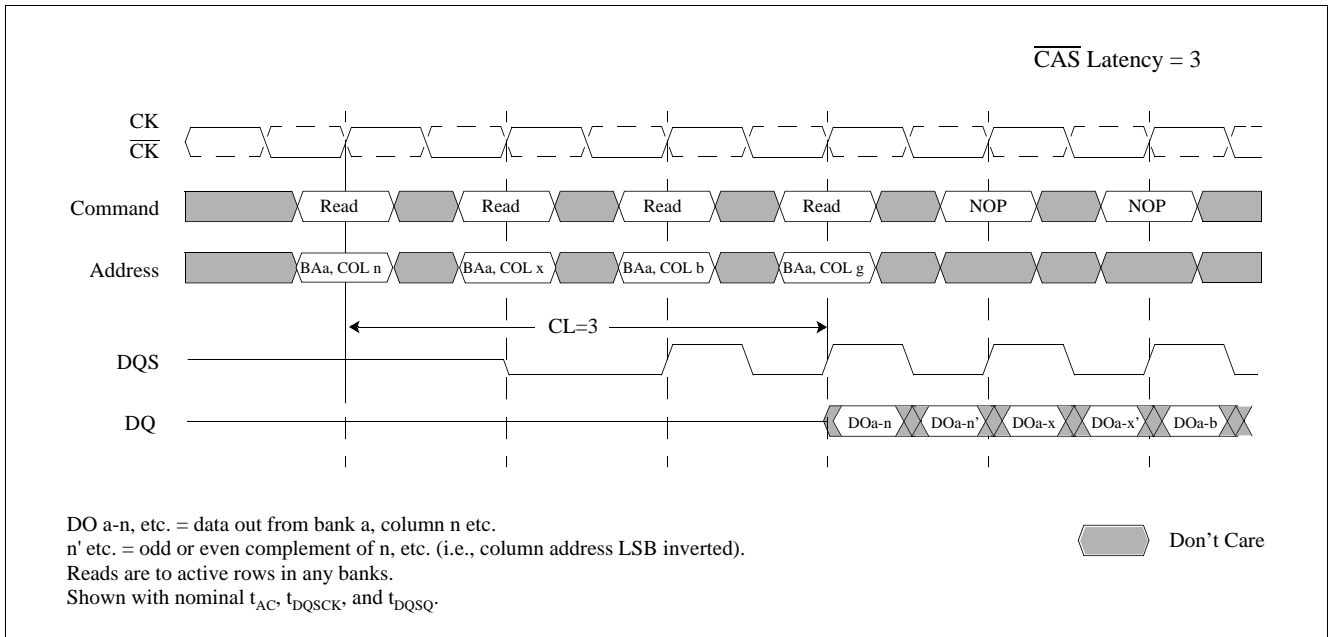 C̅A̅S̅ Latency = 3
CK
C̅K̅
Command Read Read Read Read NOP NOP
Address BAa, COL n BAa, COL x BAa, COL b BAa, COL g
CL=3
DQS
DQ DOa-n DOa-n’ DOa-x DOa-x’ DOa-b
DO a-n, etc. = data out from bank a, column n etc.
n' etc. = odd or even complement of n, etc. (i.e., column address LSB inverted).
Reads are to active rows in any banks.
Shown with nominal tAC, tDQSCK, and tDQSQ.
Don't Care